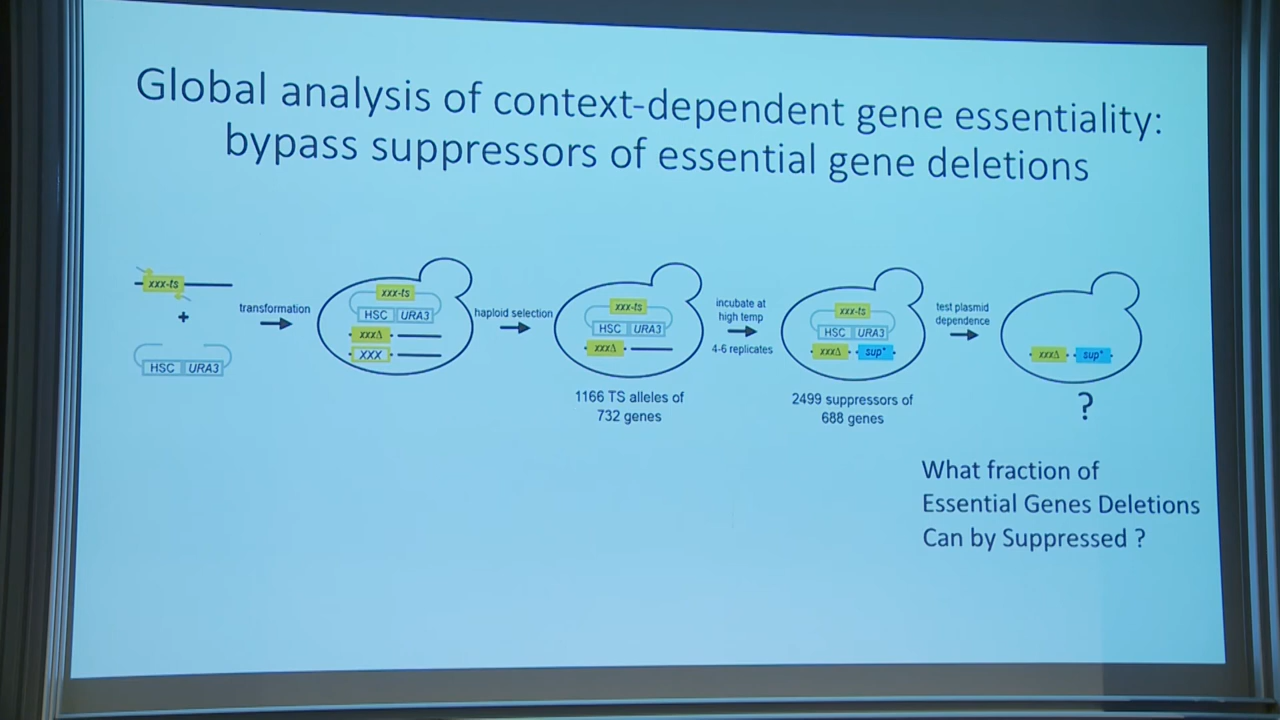 Global analysis of context-dependent gene essentiality:
bypass suppressors of essential gene deletions
xxx-ts
+
HSC URA3
transformation
xxx-ts
HSC URA3
xxxΔ
XXX
haploid selection
xxx-ts
HSC URA3
xxxΔ
1166 TS alleles of
732 genes
incubate at
high temp
4-6 replicates
xxx-ts
HSC URA3
xxxΔ sup*
2499 suppressors of
688 genes
test plasmid
dependence
xxxΔ sup*
?
What fraction of
Essential Genes Deletions
Can by Suppressed ?